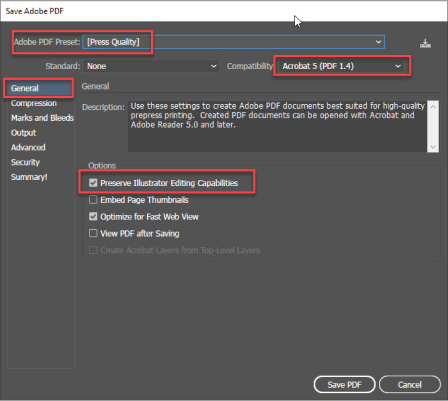 Save Adobe PDF
Adobe PDF Preset: [Press Quality]
Standard: None Compatibility: Acrobat 5 (PDF 1.4)
General
Compression
Marks and Bleeds
Output
Advanced
Security
Summary!
General
Description: Use these settings to create Adobe PDF documents best suited for high-quality
prepress printing. Created PDF documents can be opened with Acrobat and
Adobe Reader 5.0 and later.
Options
Preserve Illustrator Editing Capabilities
Embed Page Thumbnails
Optimize for Fast Web View
View PDF after Saving
Create Acrobat Layers from Top-Level Layers
Save PDF Cancel